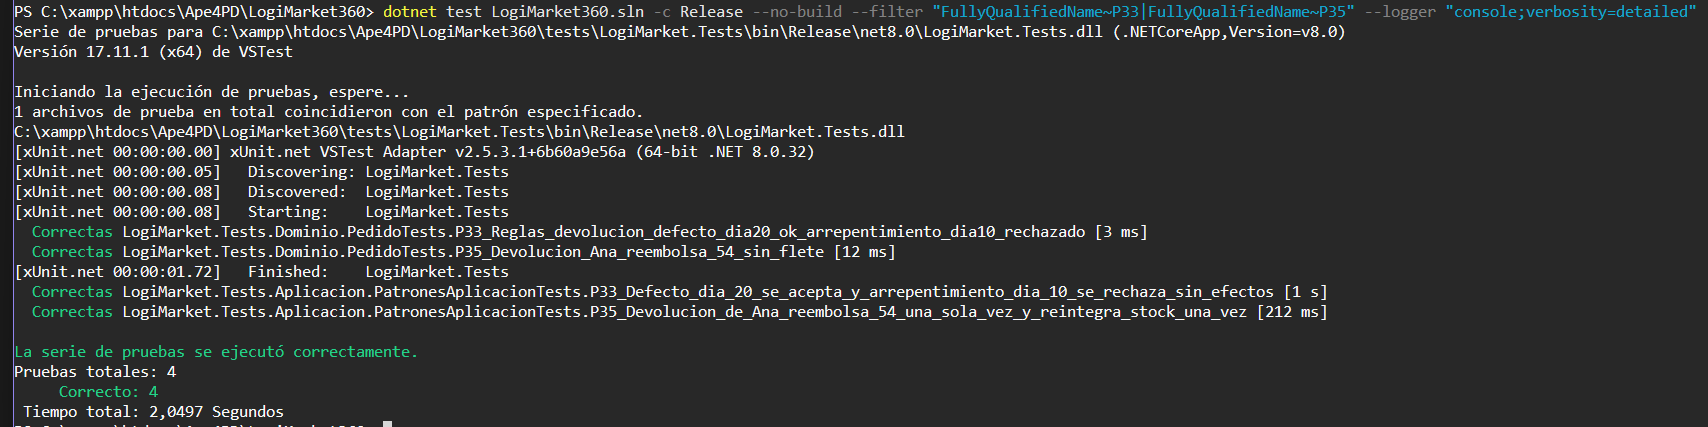 PS C:\xampp\htdocs\Ape4PD\LogiMarket360> dotnet test LogiMarket360.sln -c Release --no-build --filter "FullyQualifiedName~P33|FullyQualifiedName~P35" --logger "console;verbosity=detailed"
Serie de pruebas para C:\xampp\htdocs\Ape4PD\LogiMarket360\tests\LogiMarket.Tests\bin\Release\net8.0\LogiMarket.Tests.dll (.NETCoreApp,Version=v8.0)
Versión 17.11.1 (x64) de VSTest
Iniciando la ejecución de pruebas, espere...
1 archivos de prueba en total coincidieron con el patrón especificado.
C:\xampp\htdocs\Ape4PD\LogiMarket360\tests\LogiMarket.Tests\bin\Release\net8.0\LogiMarket.Tests.dll
[xUnit.net 00:00:00.00] xUnit.net VSTest Adapter v2.5.3.1+6b60a9e56a (64-bit .NET 8.0.32)
[xUnit.net 00:00:00.05]   Discovering: LogiMarket.Tests
[xUnit.net 00:00:00.08]   Discovered:  LogiMarket.Tests
[xUnit.net 00:00:00.08]   Starting:    LogiMarket.Tests
  Correctas LogiMarket.Tests.Dominio.PedidoTests.P33_Reglas_devolucion_defecto_dia20_ok_arrepentimiento_dia10_rechazado [3 ms]
  Correctas LogiMarket.Tests.Dominio.PedidoTests.P35_Devolucion_Ana_reembolsa_54_sin_flete [12 ms]
[xUnit.net 00:00:01.72]   Finished:    LogiMarket.Tests
  Correctas LogiMarket.Tests.Aplicacion.PatronesAplicacionTests.P33_Defecto_dia_20_se_acepta_y_arrepentimiento_dia_10_se_rechaza_sin_efectos [1 s]
  Correctas LogiMarket.Tests.Aplicacion.PatronesAplicacionTests.P35_Devolucion_de_Ana_reembolsa_54_una_sola_vez_y_reintegra_stock_una_vez [212 ms]
La serie de pruebas se ejecutó correctamente.
Pruebas totales: 4
     Correcto: 4
 Tiempo total: 2,0497 Segundos